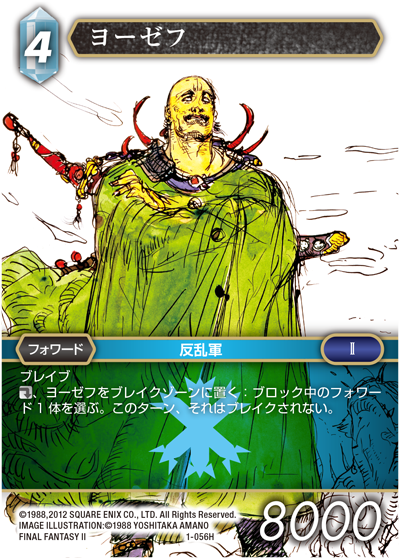 4
ヨーゼフ
フォワード
反乱軍
II
ブレイブ
、ヨーゼフをブレイクゾーンに置く:ブロック中のフォワー
ド1体を選ぶ。このターン、それはブレイクされない。
©1988,2012 SQUARE ENIX CO., LTD. All Rights Reserved.
IMAGE ILLUSTRATION:©1988 YOSHITAKA AMANO
FINAL FANTASY II
1-056H
8000